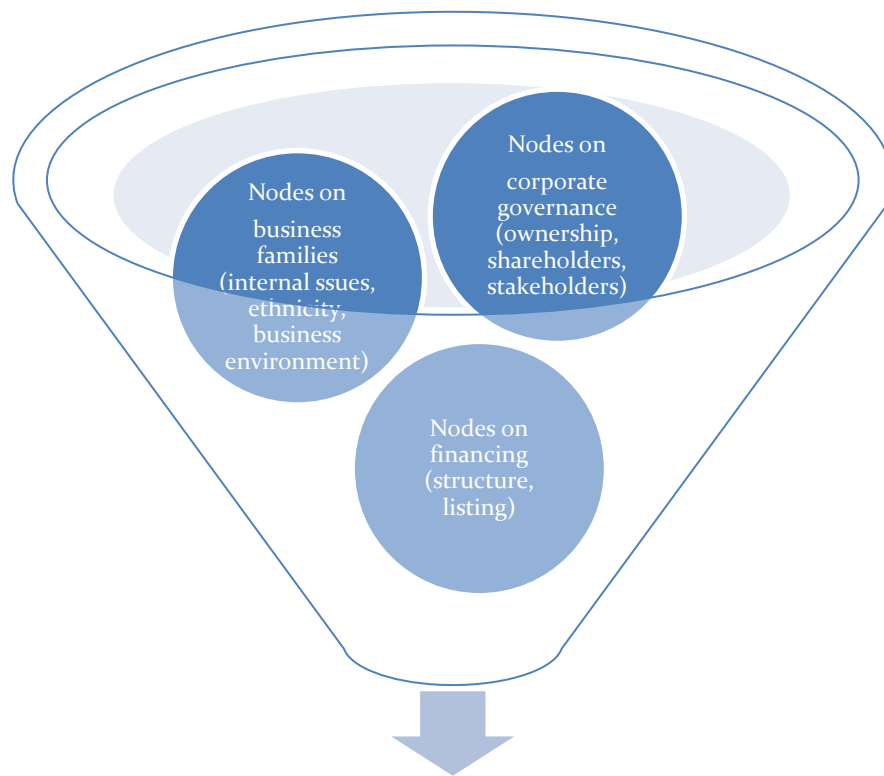 Nodes on
business
families
(internal ssues,
ethnicity,
business
environment)
Nodes on
corporate
governance
(ownership,
shareholders,
stakeholders)
Nodes on
financing
(structure,
listing)